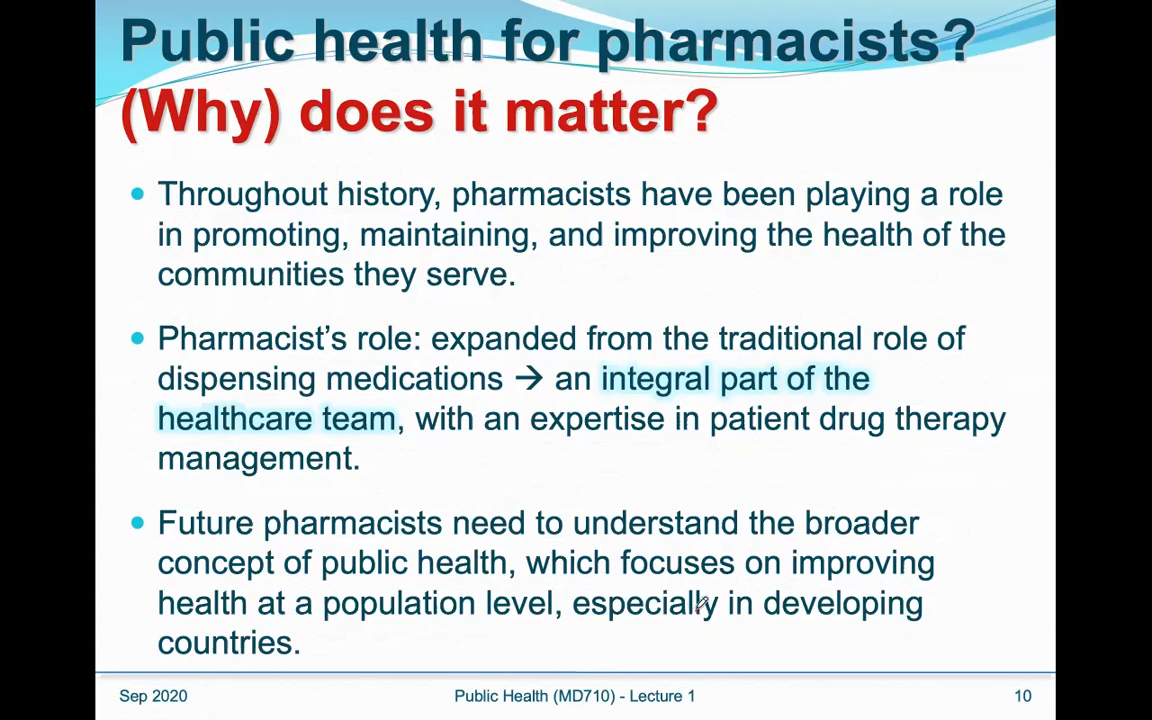 Public health for pharmacists?
(Why) does it matter?
• Throughout history, pharmacists have been playing a role
in promoting, maintaining, and improving the health of the
communities they serve.
• Pharmacist’s role: expanded from the traditional role of
dispensing medications → an integral part of the
healthcare team, with an expertise in patient drug therapy
management.
• Future pharmacists need to understand the broader
concept of public health, which focuses on improving
health at a population level, especially in developing
countries.
Sep 2020 Public Health (MD710) - Lecture 1 10